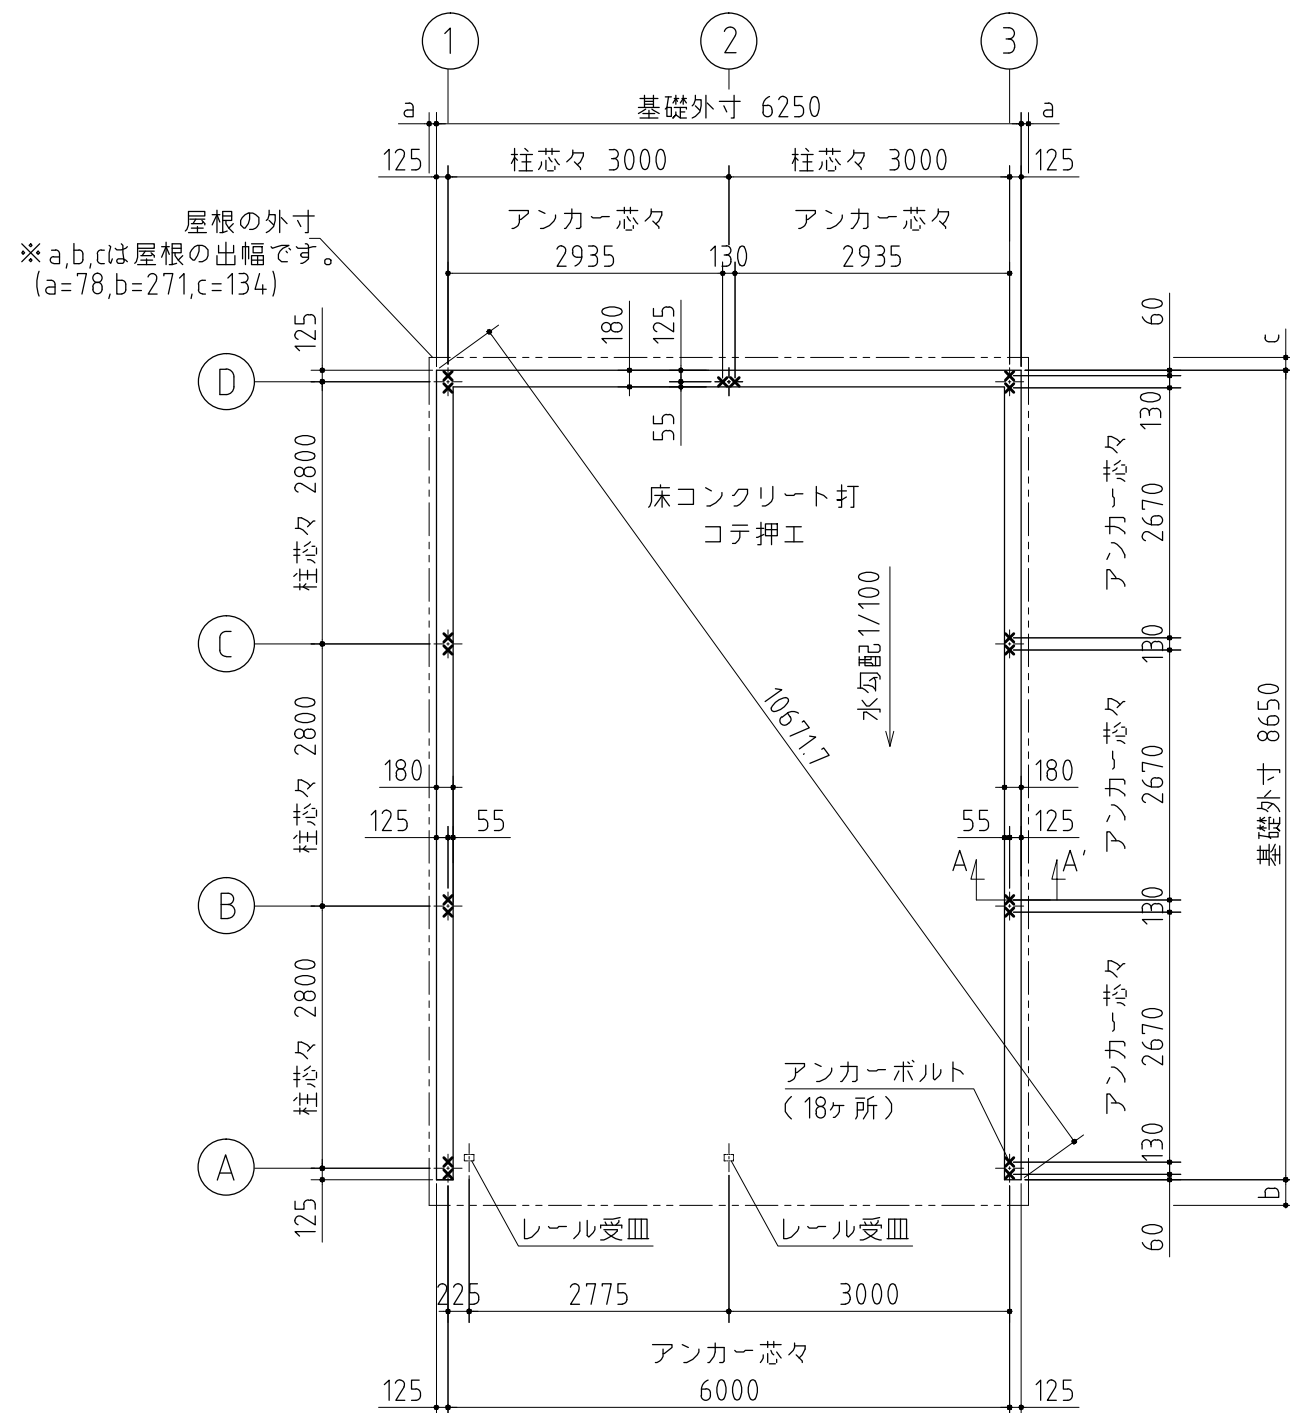 1
2
3
a
基礎外寸 6250
a
125
柱芯々 3000
柱芯々 3000
125
アンカー芯々
アンカー芯々
2935
130
2935
屋根の外寸
※a,b,cは屋根の出幅です。
(a=78,b=271,c=134)
125
180
125
60
c
D
55
130
柱芯々 2800
アンカー芯々
2670
床コンクリート打
コテ押エ
水勾配1/100
C
130
10671.7
柱芯々 2800
アンカー芯々
2670
基礎外寸 8650
180
180
125
55
55
125
A
A'
B
130
柱芯々 2800
アンカー芯々
2670
アンカーボルト
(18ヶ所)
130
A
125
b
60
レール受皿
レール受皿
225
2775
3000
アンカー芯々
125
6000
125